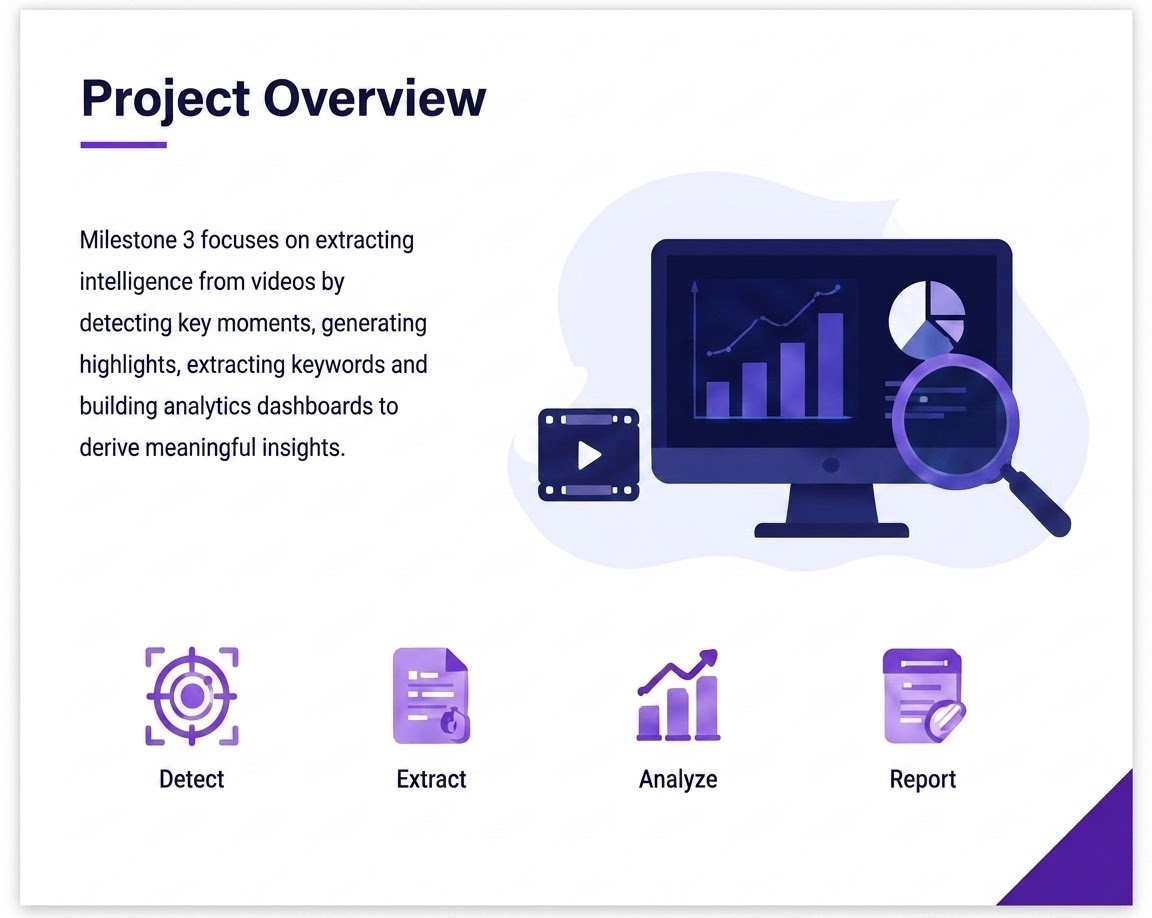 Project Overview
Milestone 3 focuses on extracting
intelligence from videos by
detecting key moments, generating
highlights, extracting keywords and
building analytics dashboards to
derive meaningful insights.
Detect
Extract
Analyze
Report